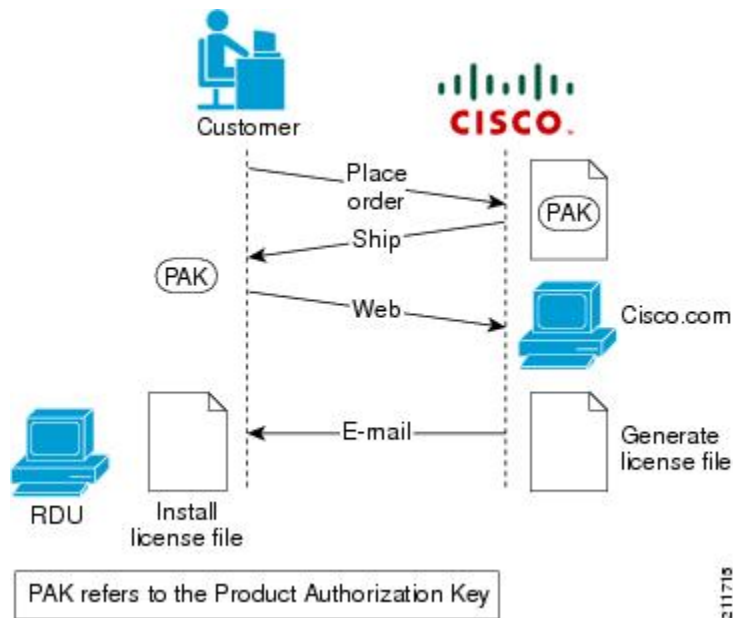 Customer
CISCO.
Place
order
PAK
Ship
PAK
Web
Cisco.com
E-mail
Generate
license file
RDU
Install
license file
PAK refers to the Product Authorization Key
211715